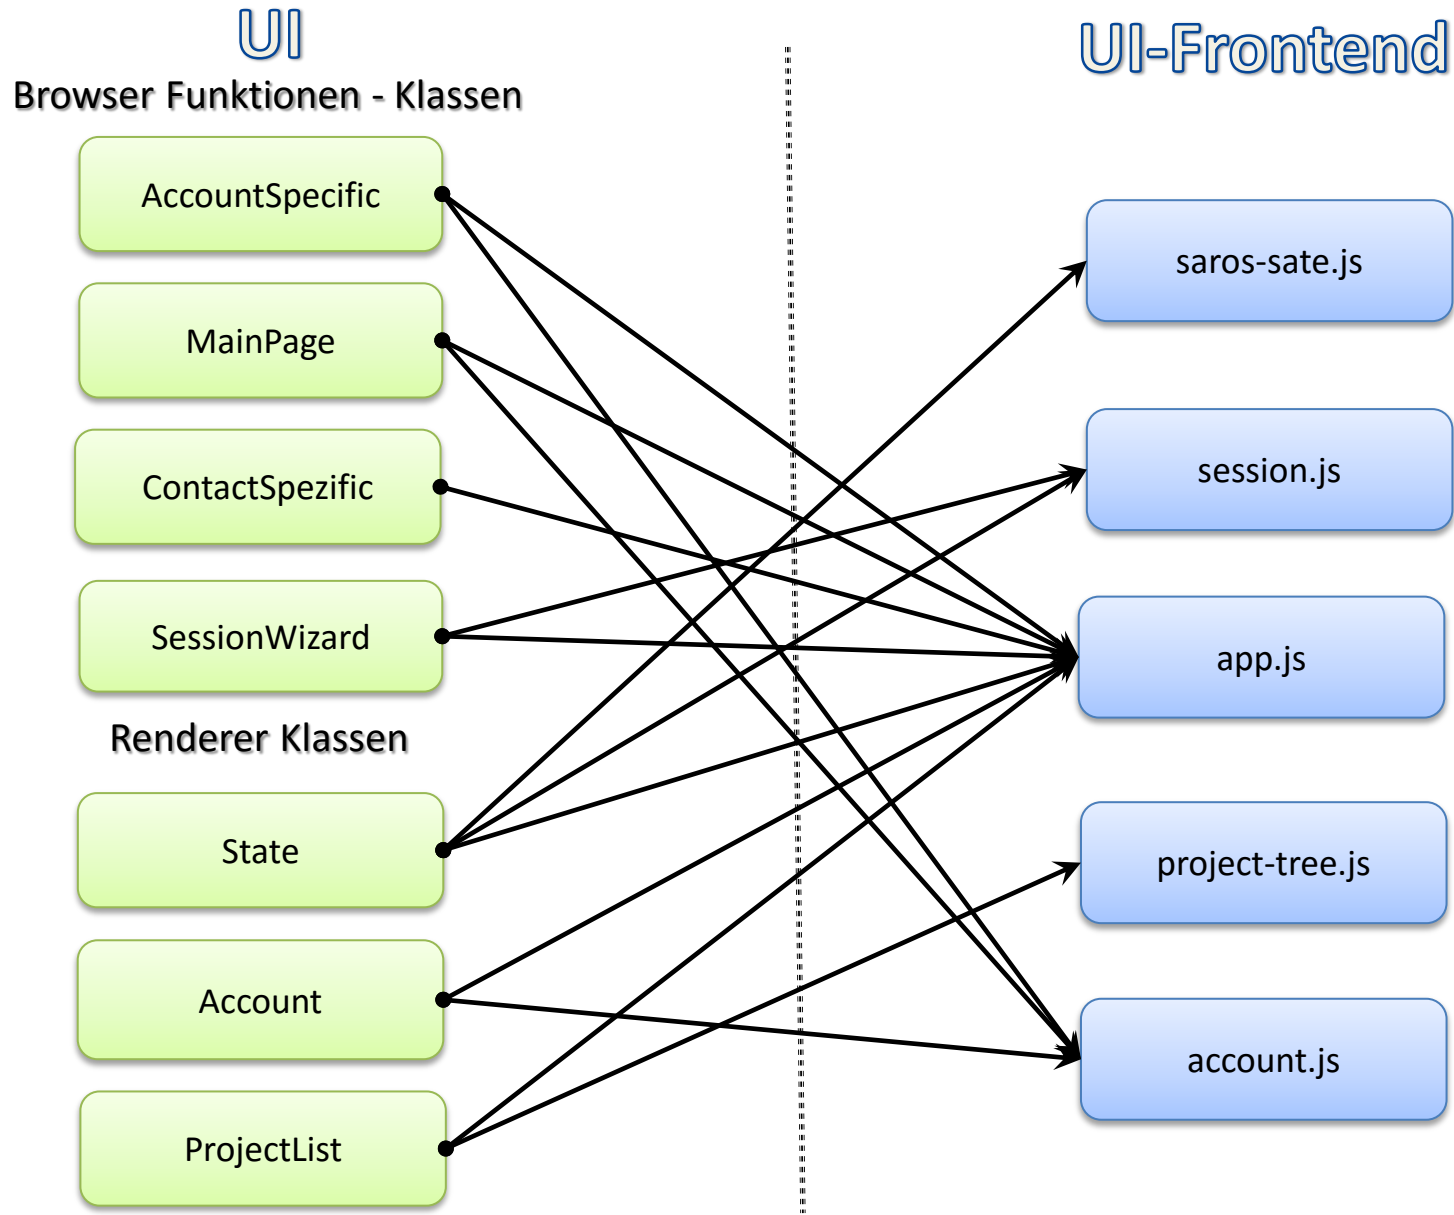 UI
Browser Funktionen - Klassen
AccountSpecific
MainPage
ContactSpezific
SessionWizard
Renderer Klassen
State
Account
ProjectList
UI-Frontend
saros-sate.js
session.js
app.js
project-tree.js
account.js